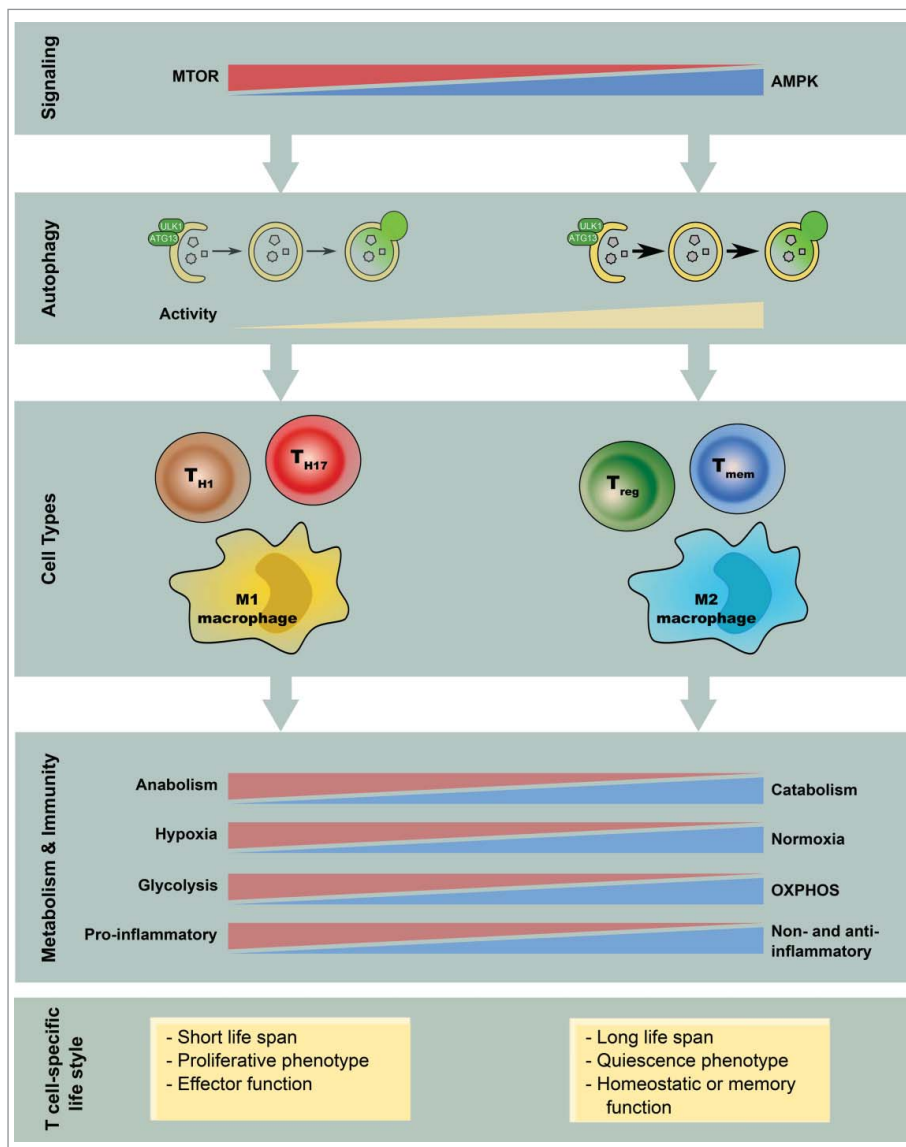 Signaling
MTOR
AMPK
Autophagy
ULK1
ATG13
ULK1
ATG13
Activity
Cell Types
TH1
TH17
Treg
Tmem
M1
macrophage
M2
macrophage
Metabolism & Immunity
Anabolism
Catabolism
Hypoxia
Normoxia
Glycolysis
OXPHOS
Pro-inflammatory
Non- and anti-
inflammatory
T cell-specific
life style
- Short life span
- Proliferative phenotype
- Effector function
- Long life span
- Quiescence phenotype
- Homeostatic or memory
function